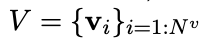 V = {v_i}_{i=1:N^v}